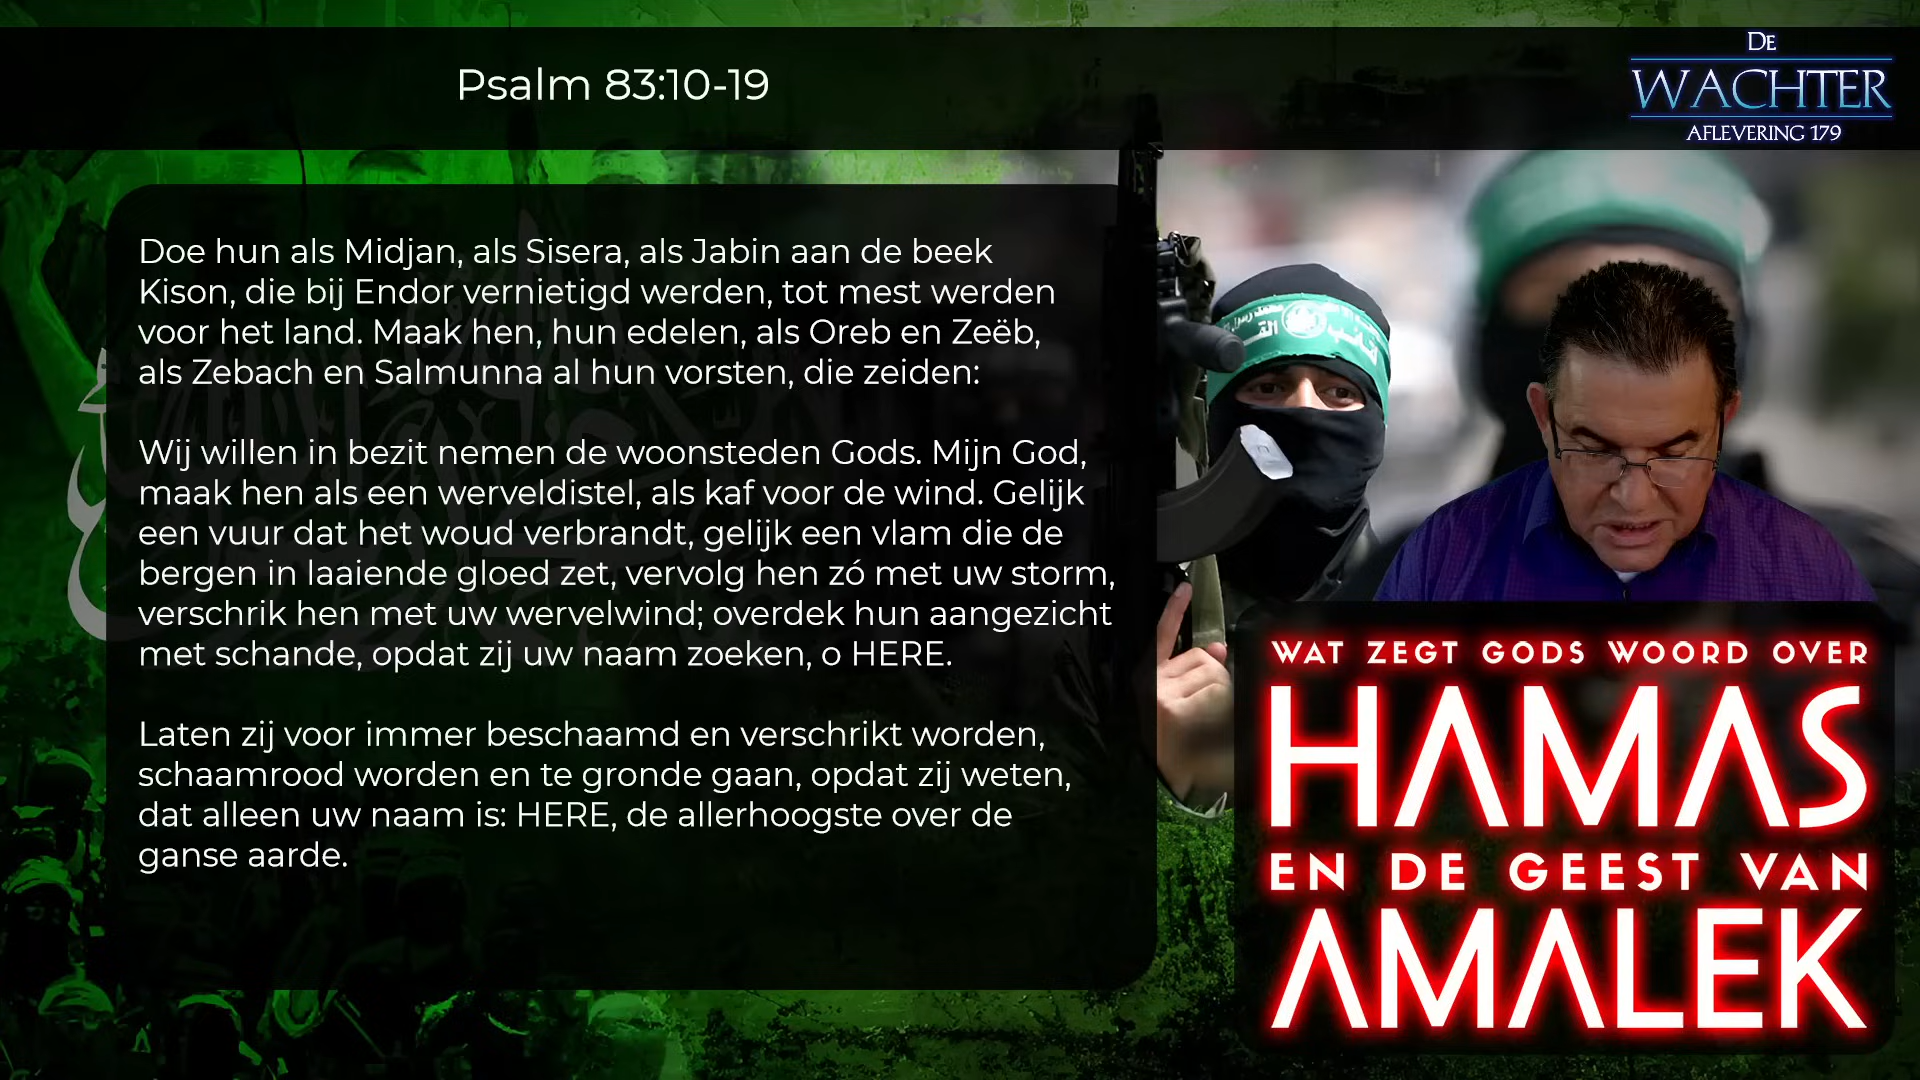 Psalm 83:10-19
DE
WACHTER
AFLEVERING 179
Doe hun als Midjan, als Sisera, als Jabin aan de beek
Kison, die bij Endor vernietigd werden, tot mest werden
voor het land. Maak hen, hun edelen, als Oreb en Zeëb,
als Zebach en Salmunna al hun vorsten, die zeiden:
Wij willen in bezit nemen de woonsteden Gods. Mijn God,
maak hen als een werveldistel, als kaf voor de wind. Gelijk
een vuur dat het woud verbrandt, gelijk een vlam die de
bergen in laaiende gloed zet, vervolg hen zó met uw storm,
verschrik hen met uw wervelwind; overdek hun aangezicht
met schande, opdat zij uw naam zoeken, o HERE.
Laten zij voor immer beschaamd en verschrikt worden,
schaamrood worden en te gronde gaan, opdat zij weten,
dat alleen uw naam is: HERE, de allerhoogste over de
ganse aarde.
WAT ZEGT GODS WOORD OVER
HAMAS
EN DE GEEST VAN
AMALEK